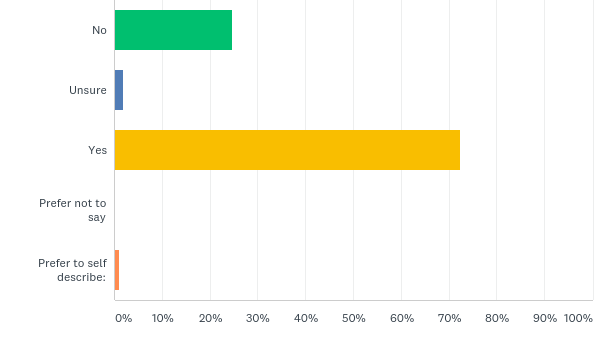 No
Unsure
Yes
Prefer not to
say
Prefer to self
describe:
0% 10% 20% 30% 40% 50% 60% 70% 80% 90% 100%